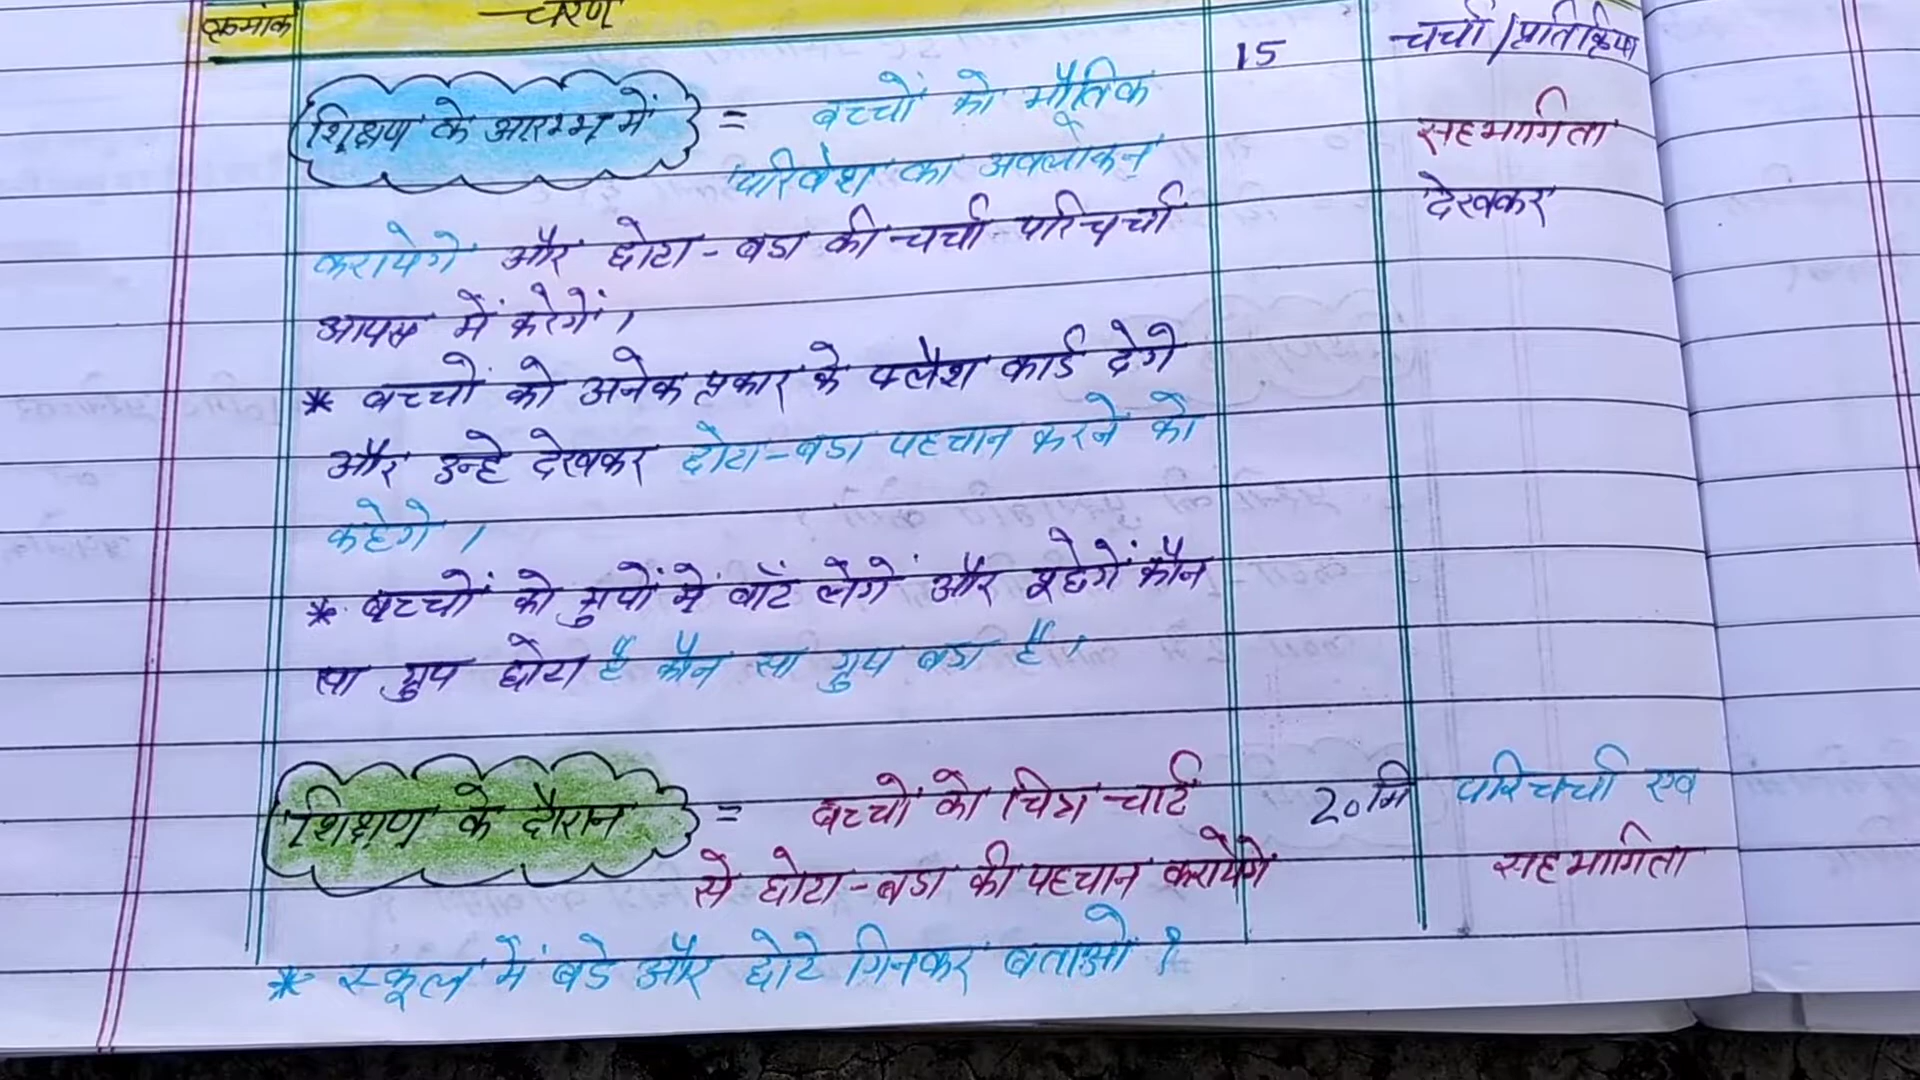 क्रमांक चरण
15 चर्चा/प्रतिक्रिया
शिक्षण के आरम्भ में = बच्चों को भौतिक
सहभागिता
परिवेश का अवलोकन
देखकर
करायेगे और छोटा-बडा की चर्चा परिचर्चा
आपस में करेगें।
* बच्चों को अनेक प्रकार के फ्लैश कार्ड देगे
और उन्हे देखकर छोटा-बडा पहचान करने को
कहेगे ।
* बच्चों को ग्रुपों में बाँट लेगे और कौन
सा ग्रुप छोटा है कौन सा ग्रुप बडा है।
शिक्षण के दौरान = बच्चों को चित्र चार्ट 20मि परिचर्चा एव
से छोटा-बडा की पहचान करायेगे सहभागिता
* स्कूल में बडे और छोटे गिनकर बताओ ?